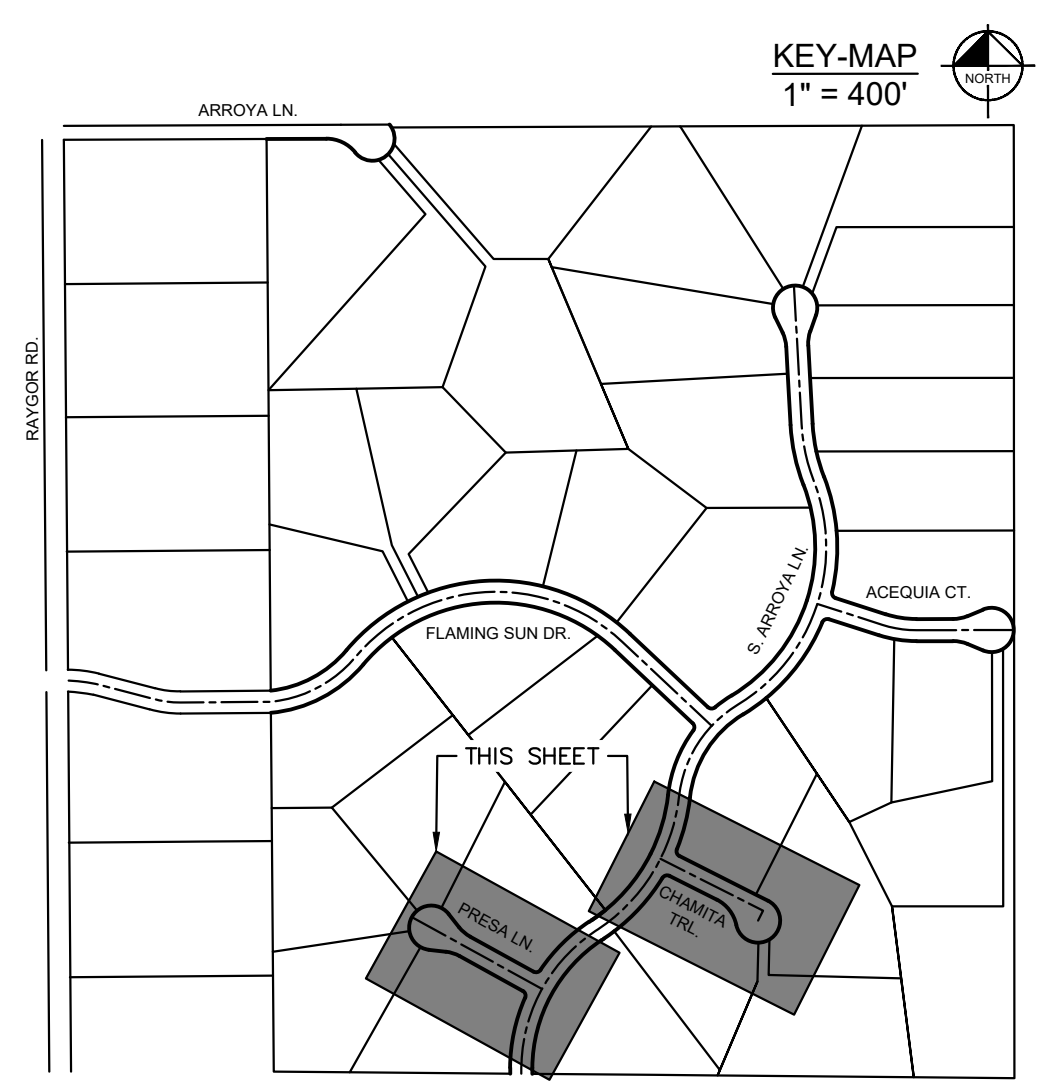 KEY-MAP
1" = 400'
NORTH
ARROYA LN.
RAYGOR RD.
S. ARROYA LN.
ACEQUIA CT.
FLAMING SUN DR.
THIS SHEET
CHAMITA
TRL.
PRESA LN.